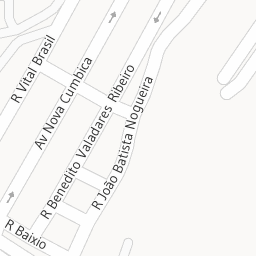 R Vital Brasil
Av Nova Cumbica
R Benedito Valadares Ribeiro
R João Batista Nogueira
R Baixio